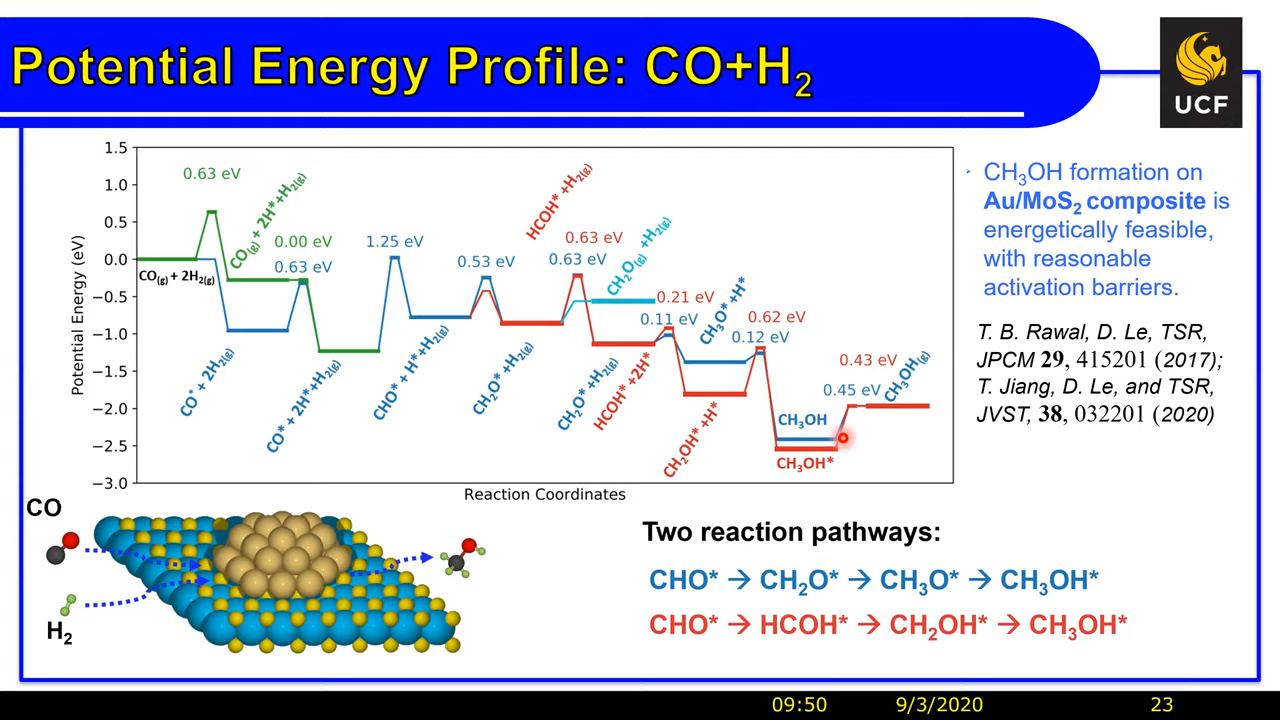 Potential Energy Profile: CO+H₂
UCF
1.5
1.0
0.5
0.0
−0.5
−1.0
−1.5
−2.0
−2.5
−3.0
Potential Energy (eV)
Reaction Coordinates
CO(g) + 2H2(g)
0.63 eV
CO(g) + 2H*+H2(g)
0.00 eV
0.63 eV
CO* + 2H2(g)
CO* + 2H*+H2(g)
1.25 eV
CHO* + H*+H2(g)
0.53 eV
CH₂O* +H2(g)
HCOH* +H2(g)
0.63 eV
0.63 eV
CH₂O(g) +H2(g)
CH₂O* +H2(g)
HCOH* +2H*
0.21 eV
0.11 eV
CH₃O* +H*
CH₂OH* +H*
0.62 eV
0.12 eV
CH₃OH
CH₃OH*
0.43 eV
0.45 eV
CH₃OH(g)
CH₃OH formation on
Au/MoS₂ composite is
energetically feasible,
with reasonable
activation barriers.
T. B. Rawal, D. Le, TSR,
JPCM 29, 415201 (2017);
T. Jiang, D. Le, and TSR,
JVST, 38, 032201 (2020)
CO
H₂
Two reaction pathways:
CHO* → CH₂O* → CH₃O* → CH₃OH*
CHO* → HCOH* → CH₂OH* → CH₃OH*
09:50 9/3/2020 23